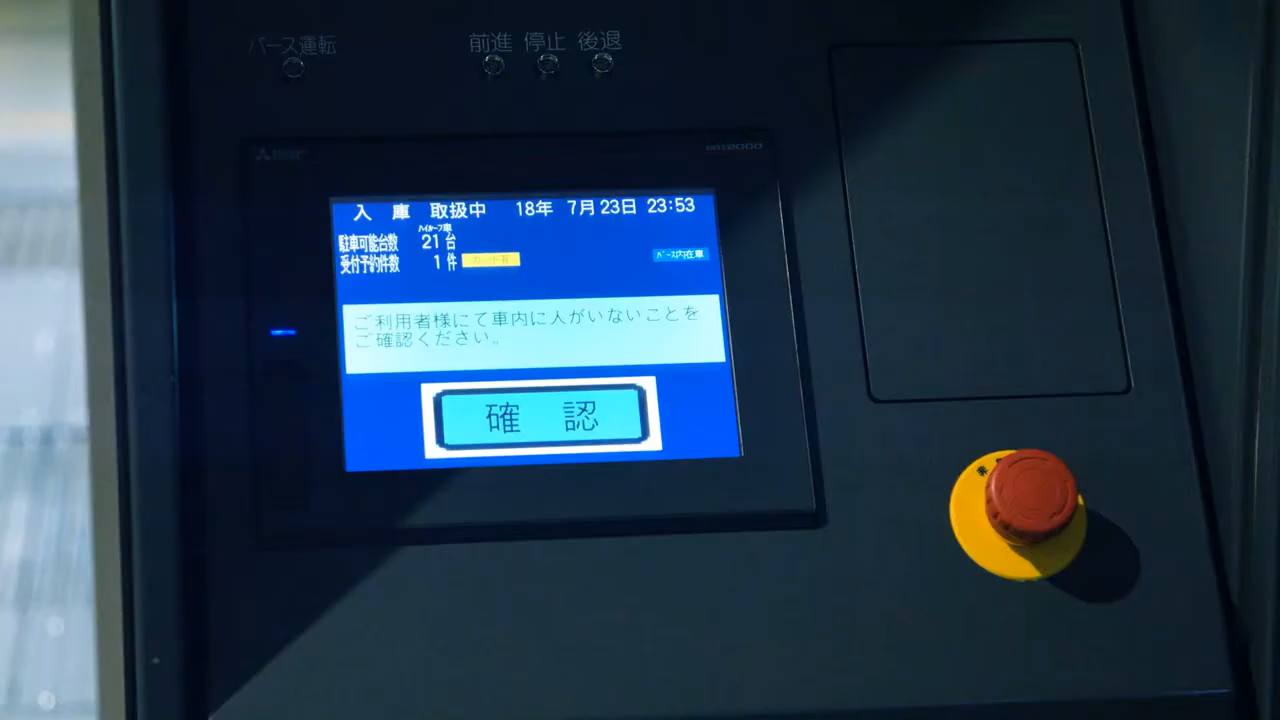 バース運転
前進 停止 後退
入 庫 取扱中 18年 7月23日 23:53
ハイルーフ車
駐車可能台数 21台
受付予約件数 1件 カード有 バース内在車
ご利用者様にて車内に人がいないことを
ご確認ください。
確 認
非